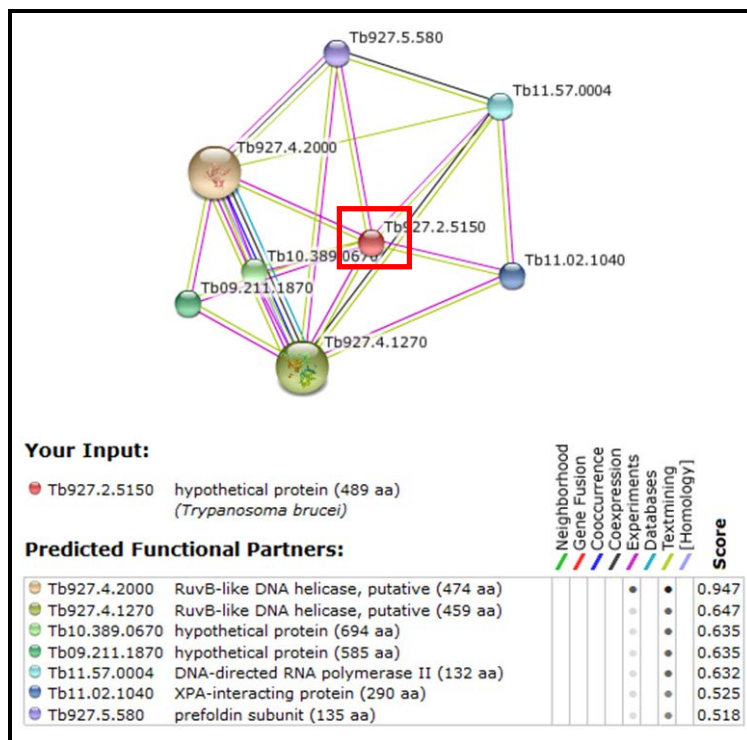 Tb927.5.580
Tb11.57.0004
Tb927.4.2000
Tb927.2.5150
Tb10.389.0670
Tb11.02.1040
Tb09.211.1870
Tb927.4.1270
Your Input:
Tb927.2.5150 hypothetical protein (489 aa)
(Trypanosoma brucei)
Neighborhood
Gene Fusion
Cooccurrence
Coexpression
Experiments
Databases
Textmining
[Homology]
Score
Predicted Functional Partners:
Tb927.4.2000 RuvB-like DNA helicase, putative (474 aa) 0.947
Tb927.4.1270 RuvB-like DNA helicase, putative (459 aa) 0.647
Tb10.389.0670 hypothetical protein (694 aa) 0.635
Tb09.211.1870 hypothetical protein (585 aa) 0.635
Tb11.57.0004 DNA-directed RNA polymerase II (132 aa) 0.632
Tb11.02.1040 XPA-interacting protein (290 aa) 0.525
Tb927.5.580 prefoldin subunit (135 aa) 0.518